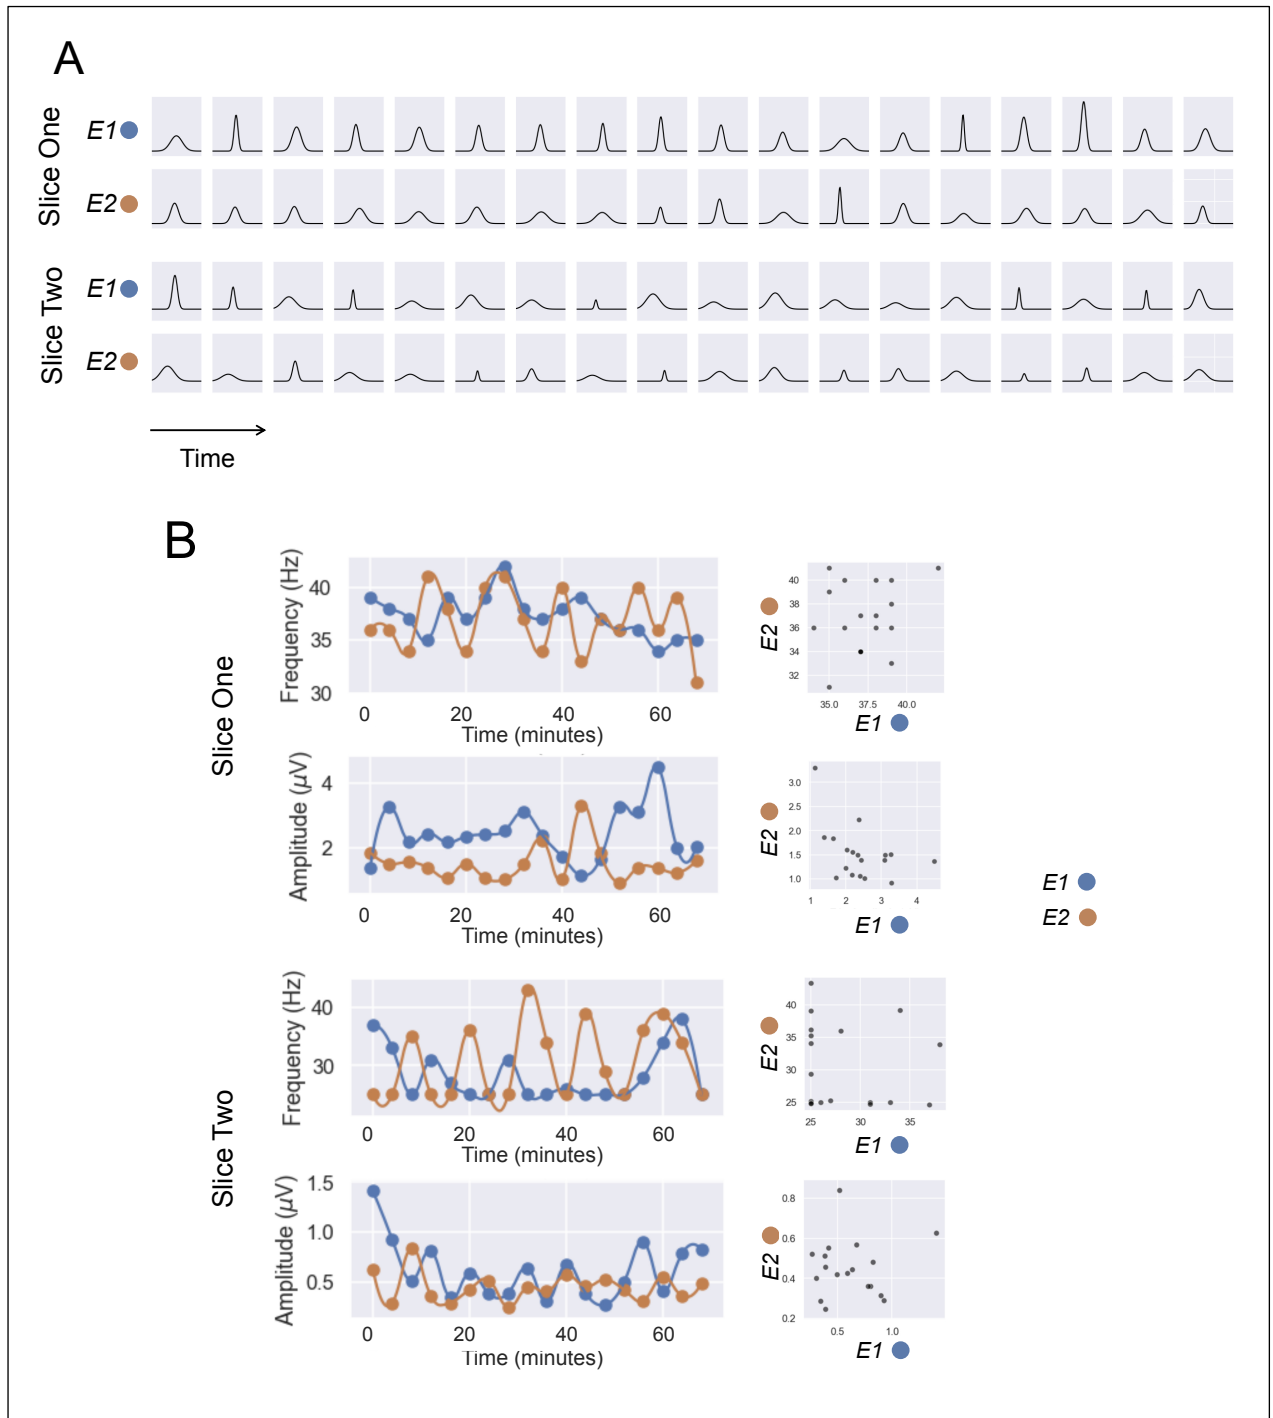 A
Slice One
E1
E2
Slice Two
E1
E2
Time
B
Slice One
Frequency (Hz)
40
35
30
0 20 40 60
Time (minutes)
E2
40
38
36
34
32
35.0 37.5 40.0
E1
Amplitude (µV)
4
2
0 20 40 60
Time (minutes)
E2
3.0
2.5
2.0
1.5
1.0
1 2 3 4
E1
E1
E2
Slice Two
Frequency (Hz)
40
30
0 20 40 60
Time (minutes)
E2
40
35
30
25
25 30 35
E1
Amplitude (µV)
1.5
1.0
0.5
0 20 40 60
Time (minutes)
E2
0.8
0.6
0.4
0.2
0.5 1.0
E1